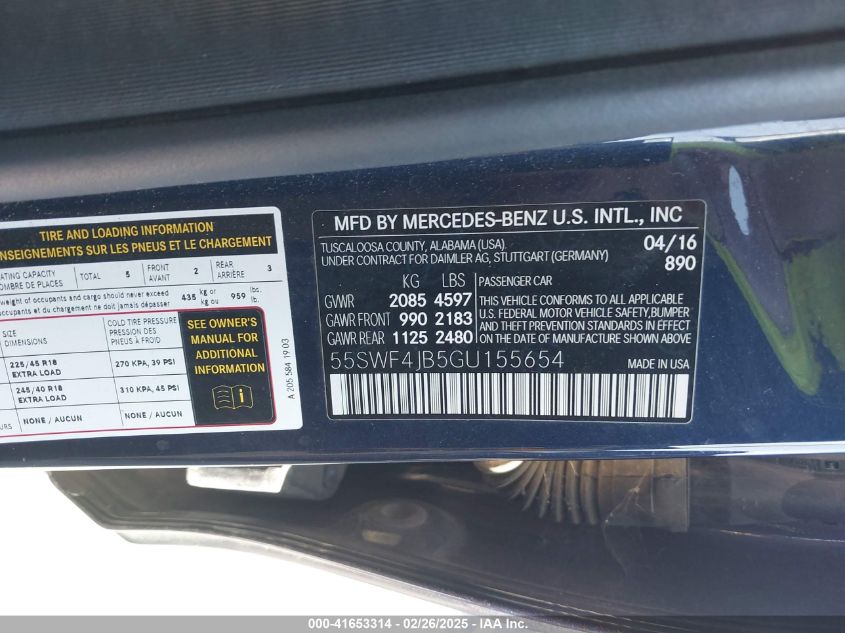 TIRE AND LOADING INFORMATION
ENSEIGNEMENTS SUR LES PNEUS ET LE CHARGEMENT
ATING CAPACITY TOTAL 5 FRONT 2 REAR 3
OMBRE DE PLACES AVANT ARRIÈRE
weight of occupants and cargo should never exceed 435 kg or 959 lbs.
occupants et du chargement ne doit jamais dépasser kg ou lb.
SIZE COLD TIRE PRESSURE
DIMENSIONS PRESSION DES
PNEUS À FROID
225/45 R18 270 KPA, 39 PSI
EXTRA LOAD
245/40 R18 310 KPA, 45 PSI
EXTRA LOAD
URS NONE / AUCUN NONE / AUCUN
SEE OWNER'S
MANUAL FOR
ADDITIONAL
INFORMATION
i
A 205 584 19 03
MFD BY MERCEDES-BENZ U.S. INTL., INC
TUSCALOOSA COUNTY, ALABAMA (USA). 04/16
UNDER CONTRACT FOR DAIMLER AG, STUTTGART (GERMANY) 890
KG LBS PASSENGER CAR
GVWR 2085 4597 THIS VEHICLE CONFORMS TO ALL APPLICABLE
GAWR FRONT 990 2183 U.S. FEDERAL MOTOR VEHICLE SAFETY,BUMPER
GAWR REAR 1125 2480 AND THEFT PREVENTION STANDARDS IN EFFECT
ON THE DATE OF MANUFACTURE SHOWN ABOVE
55SWF4JB5GU155654
000-41653314 - 02/26/2025 - IAA Inc.